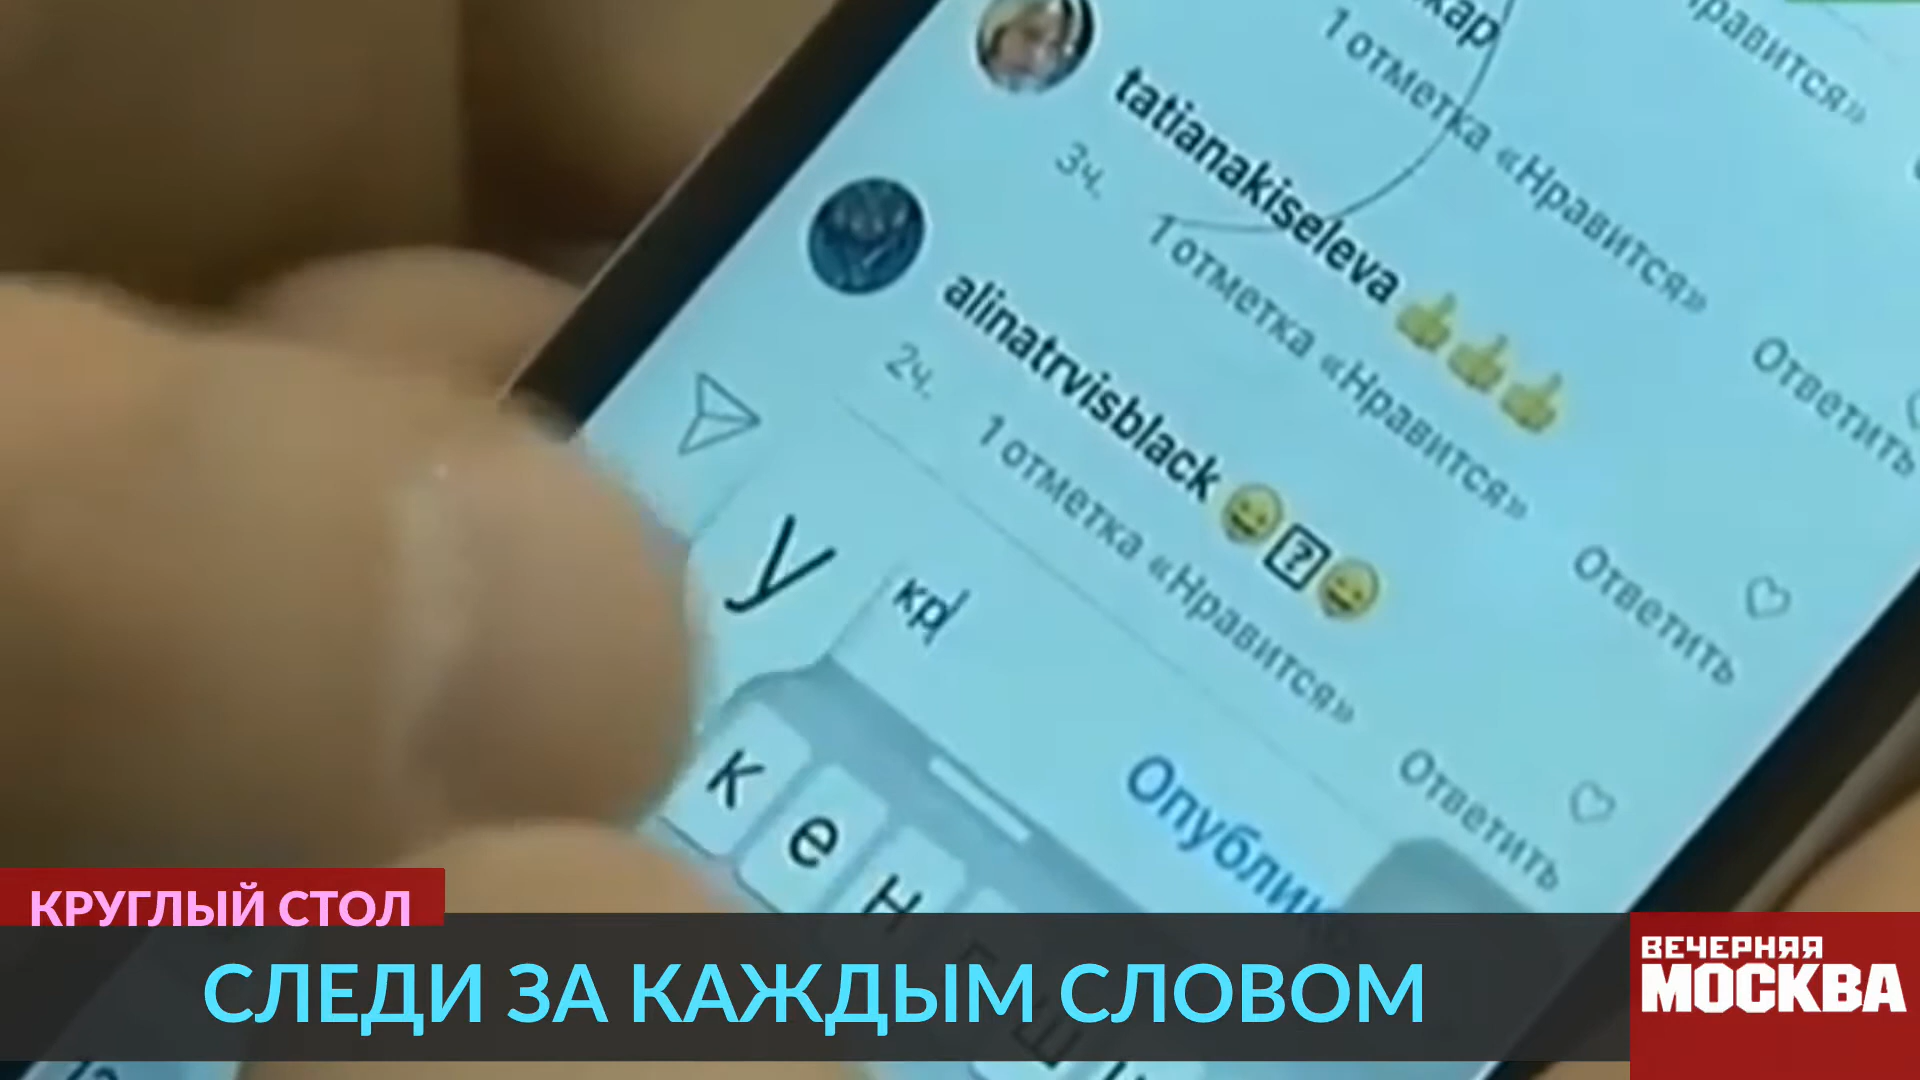 кар
1 отметка «Нравится»
Ответить
tatianakiseleva 👍👍👍
3ч.
1 отметка «Нравится»
Ответить
alinatrvisblack 😀⍰😀
2ч.
1 отметка «Нравится»
Ответить
кр
у
к е н
КРУГЛЫЙ СТОЛ
СЛЕДИ ЗА КАЖДЫМ СЛОВОМ
ВЕЧЕРНЯЯ
МОСКВА